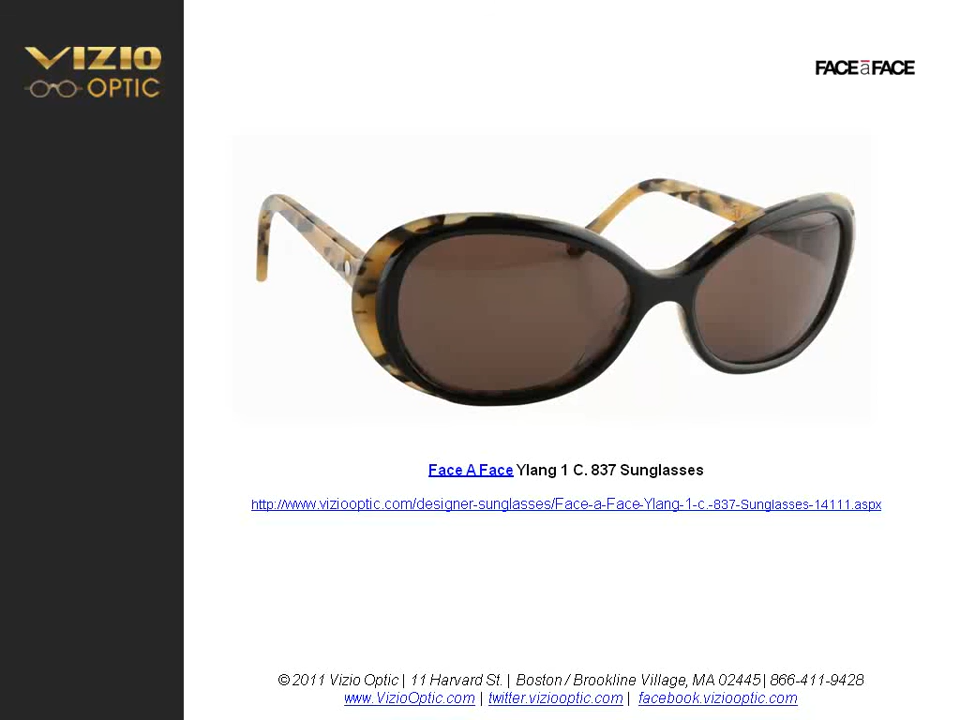 VIZIO
OPTIC
FACE à FACE
Face A Face Ylang 1 C. 837 Sunglasses
http://www.viziooptic.com/designer-sunglasses/Face-a-Face-Ylang-1-c.-837-Sunglasses-14111.aspx
© 2011 Vizio Optic | 11 Harvard St. | Boston / Brookline Village, MA 02445 | 866-411-9428
www.VizioOptic.com | twitter.viziooptic.com | facebook.viziooptic.com